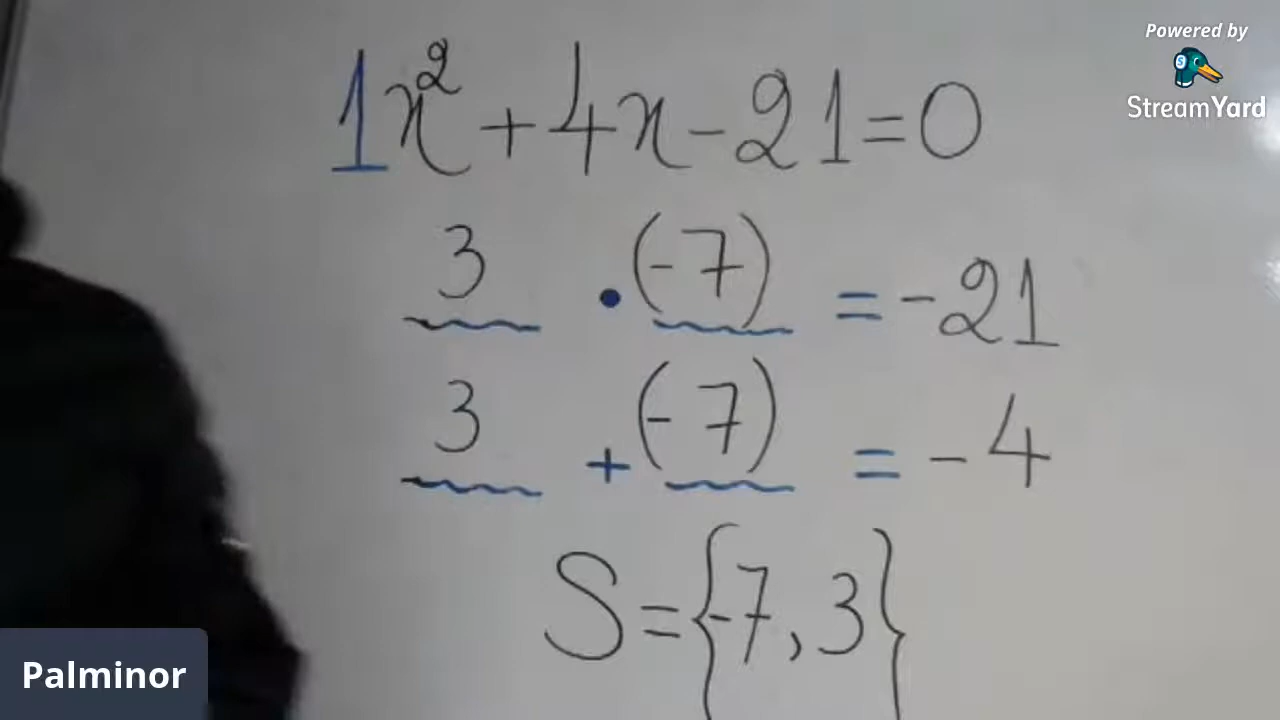 Powered by
StreamYard
1x² + 4x - 21 = 0
3 • (-7) = -21
3 + (-7) = -4
S = {-7, 3}
Palminor